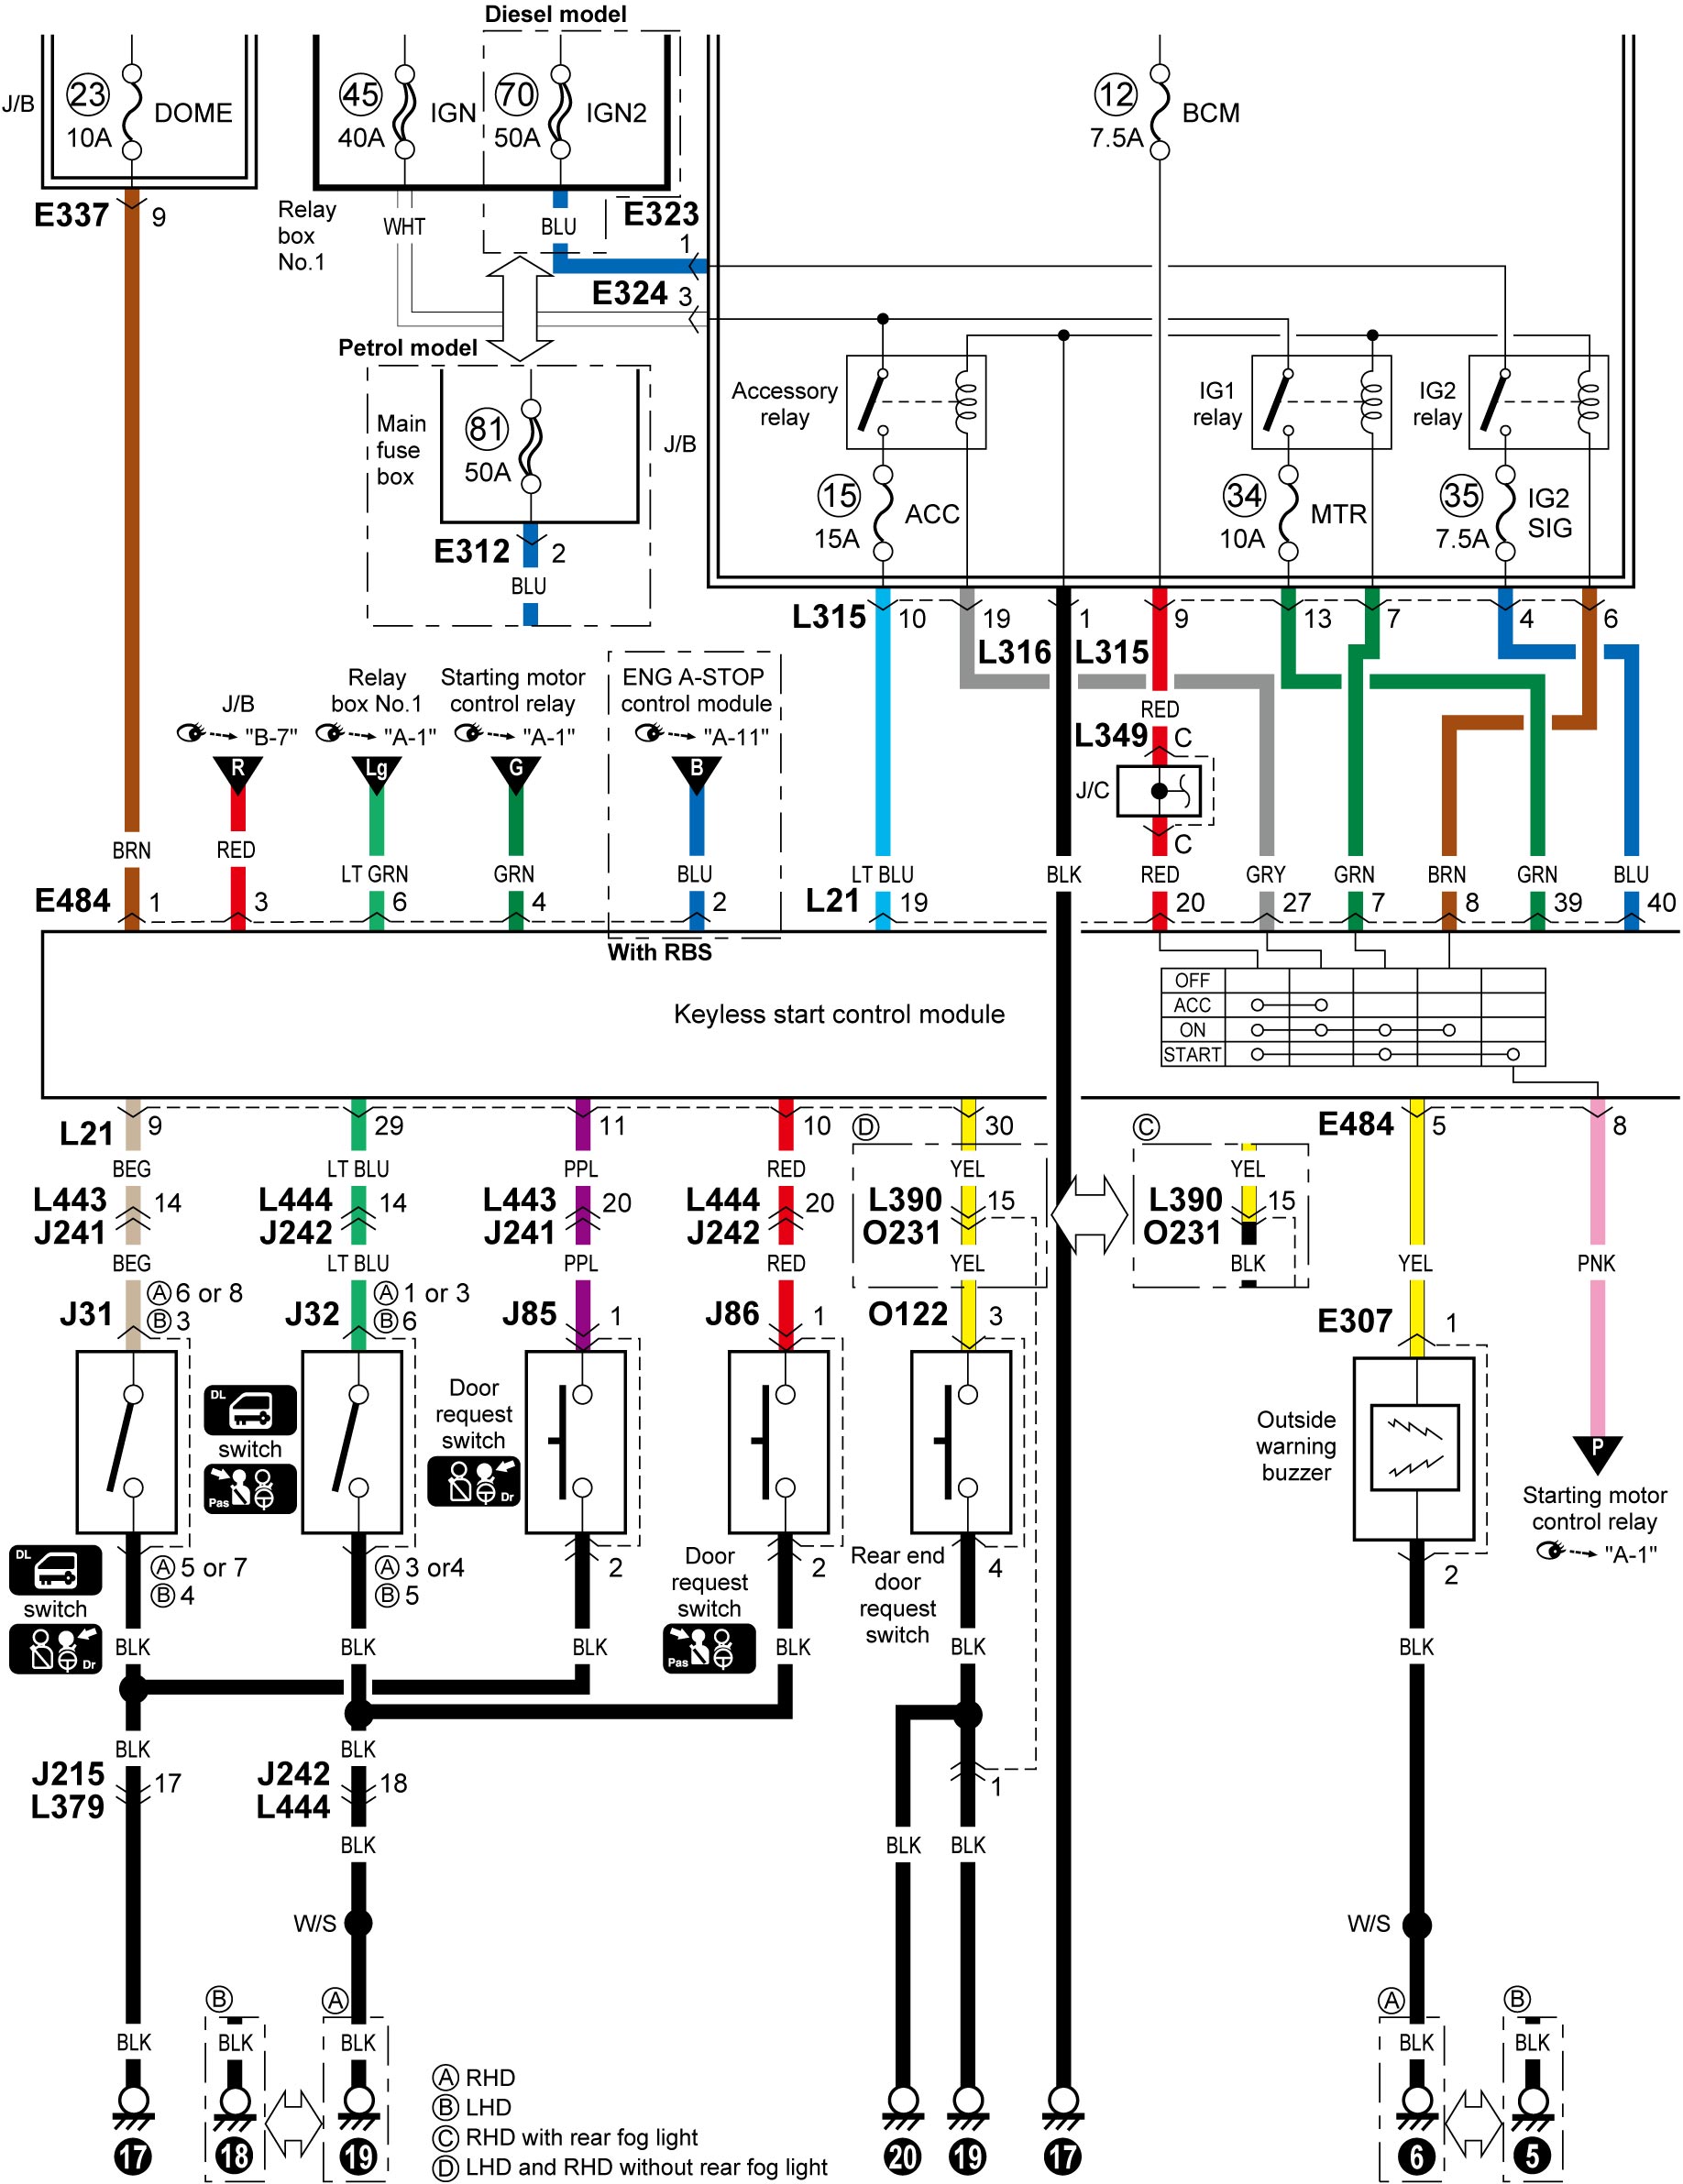 Diesel model
J/B
23
10A
DOME
45
40A
IGN
70
50A
IGN2
12
7.5A
BCM
E337
9
Relay
box
No.1
WHT
BLU
E323
1
E324
3
Petrol model
Main
fuse
box
81
50A
J/B
E312
2
BLU
Accessory
relay
IG1
relay
IG2
relay
15
15A
ACC
34
10A
MTR
35
7.5A
IG2
SIG
L315
10
19
L316
1
L315
9
13
7
4
6
J/B
"B-7"
R
Relay
box No.1
"A-1"
Lg
Starting motor
control relay
"A-1"
G
ENG A-STOP
control module
"A-11"
B
RED
L349
C
J/C
C
BRN
RED
LT GRN
GRN
BLU
LT BLU
BLK
RED
GRY
GRN
BRN
GRN
BLU
E484
1
3
6
4
2
L21
19
20
27
7
8
39
40
With RBS
Keyless start control module
OFF
ACC
ON
START
L21
9
29
11
10
D
30
C
E484
5
8
BEG
LT BLU
PPL
RED
YEL
YEL
L443
14
J241
L444
14
J242
L443
20
J241
L444
20
J242
L390
15
O231
L390
15
O231
BEG
LT BLU
PPL
RED
YEL
BLK
YEL
PNK
J31
A 6 or 8
B 3
J32
A 1 or 3
B 6
J85
1
J86
1
O122
3
E307
1
DL
switch
Pas
Door
request
switch
Dr
Outside
warning
buzzer
P
Starting motor
control relay
"A-1"
DL
switch
Dr
A 5 or 7
B 4
A 3 or4
B 5
2
Door
request
switch
Pas
2
Rear end
door
request
switch
4
2
BLK
BLK
BLK
BLK
BLK
BLK
BLK
BLK
J215
17
L379
J242
18
L444
1
BLK
BLK
BLK
W/S
W/S
B
A
A
B
BLK
BLK
BLK
BLK
BLK
A RHD
B LHD
C RHD with rear fog light
D LHD and RHD without rear fog light
17
18
19
20
19
17
6
5